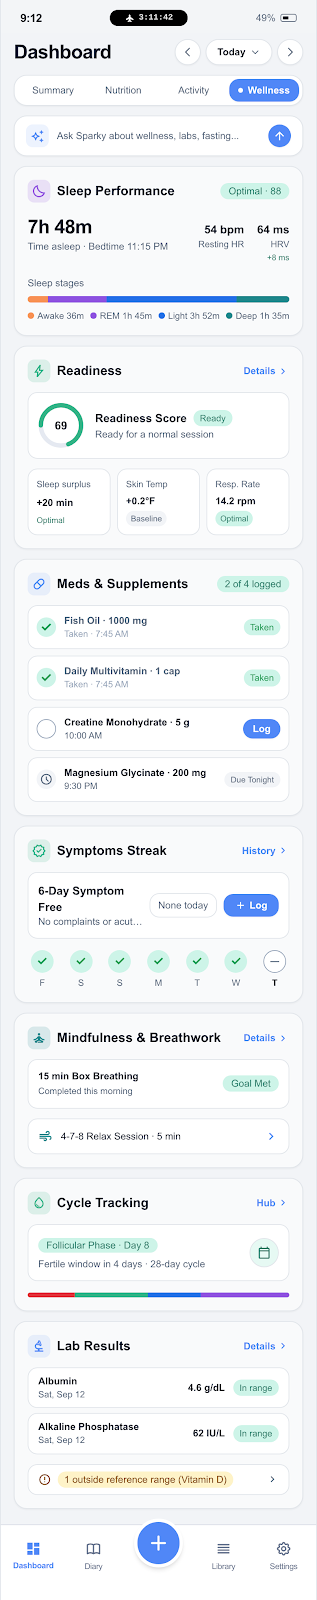 9:12
3:11:42
49%
Dashboard
Today
Summary Nutrition Activity Wellness
Ask Sparky about wellness, labs, fasting...
Sleep Performance
Optimal · 88
7h 48m
54 bpm 64 ms
Time asleep · Bedtime 11:15 PM
Resting HR HRV
+8 ms
Sleep stages
Awake 36m REM 1h 45m Light 3h 52m Deep 1h 35m
Readiness
Details
69
Readiness Score Ready
Ready for a normal session
Sleep surplus
+20 min
Optimal
Skin Temp
+0.2°F
Baseline
Resp. Rate
14.2 rpm
Optimal
Meds & Supplements
2 of 4 logged
Fish Oil · 1000 mg
Taken · 7:45 AM
Taken
Daily Multivitamin · 1 cap
Taken · 7:45 AM
Taken
Creatine Monohydrate · 5 g
10:00 AM
Log
Magnesium Glycinate · 200 mg
9:30 PM
Due Tonight
Symptoms Streak
History
6-Day Symptom
Free
No complaints or acut...
None today
+ Log
F S S M T W T
Mindfulness & Breathwork
Details
15 min Box Breathing
Completed this morning
Goal Met
4-7-8 Relax Session · 5 min
Cycle Tracking
Hub
Follicular Phase · Day 8
Fertile window in 4 days · 28-day cycle
Lab Results
Details
Albumin
Sat, Sep 12
4.6 g/dL In range
Alkaline Phosphatase
Sat, Sep 12
62 IU/L In range
1 outside reference range (Vitamin D)
Dashboard Diary Library Settings